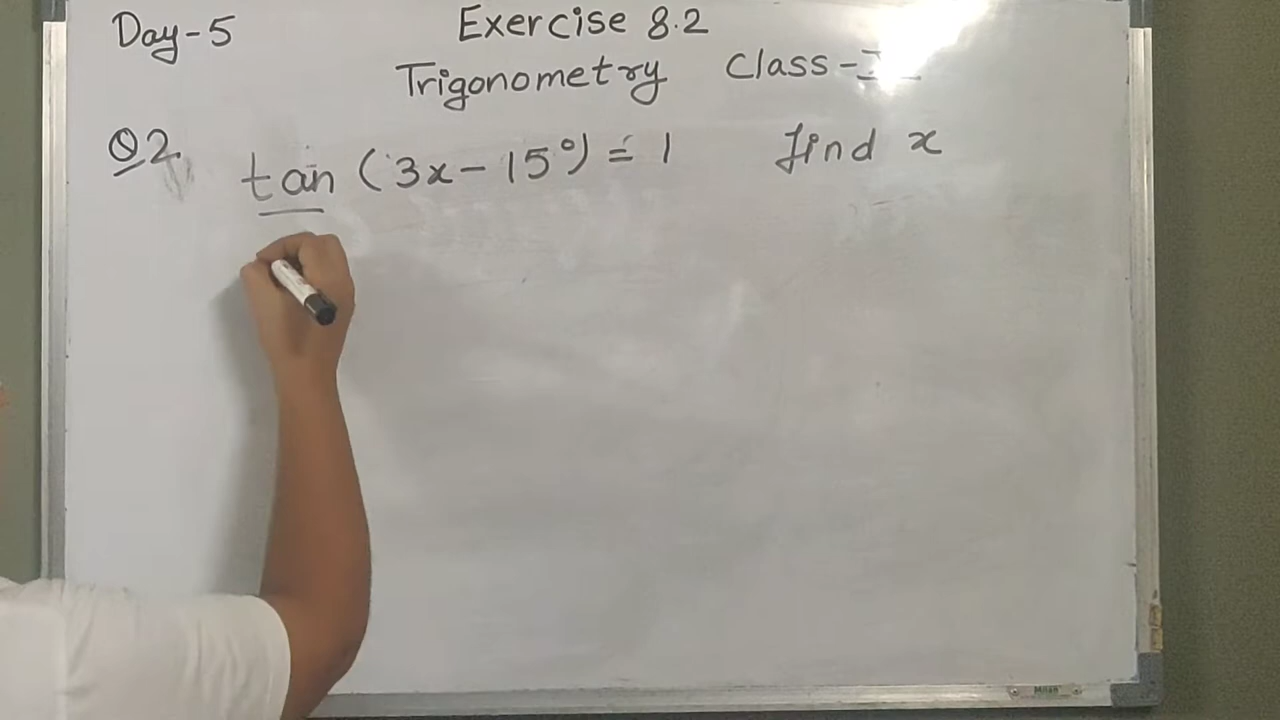 Day-5
Exercise 8.2
Trigonometry Class-
Q2 tan (3x-15°) = 1 find x